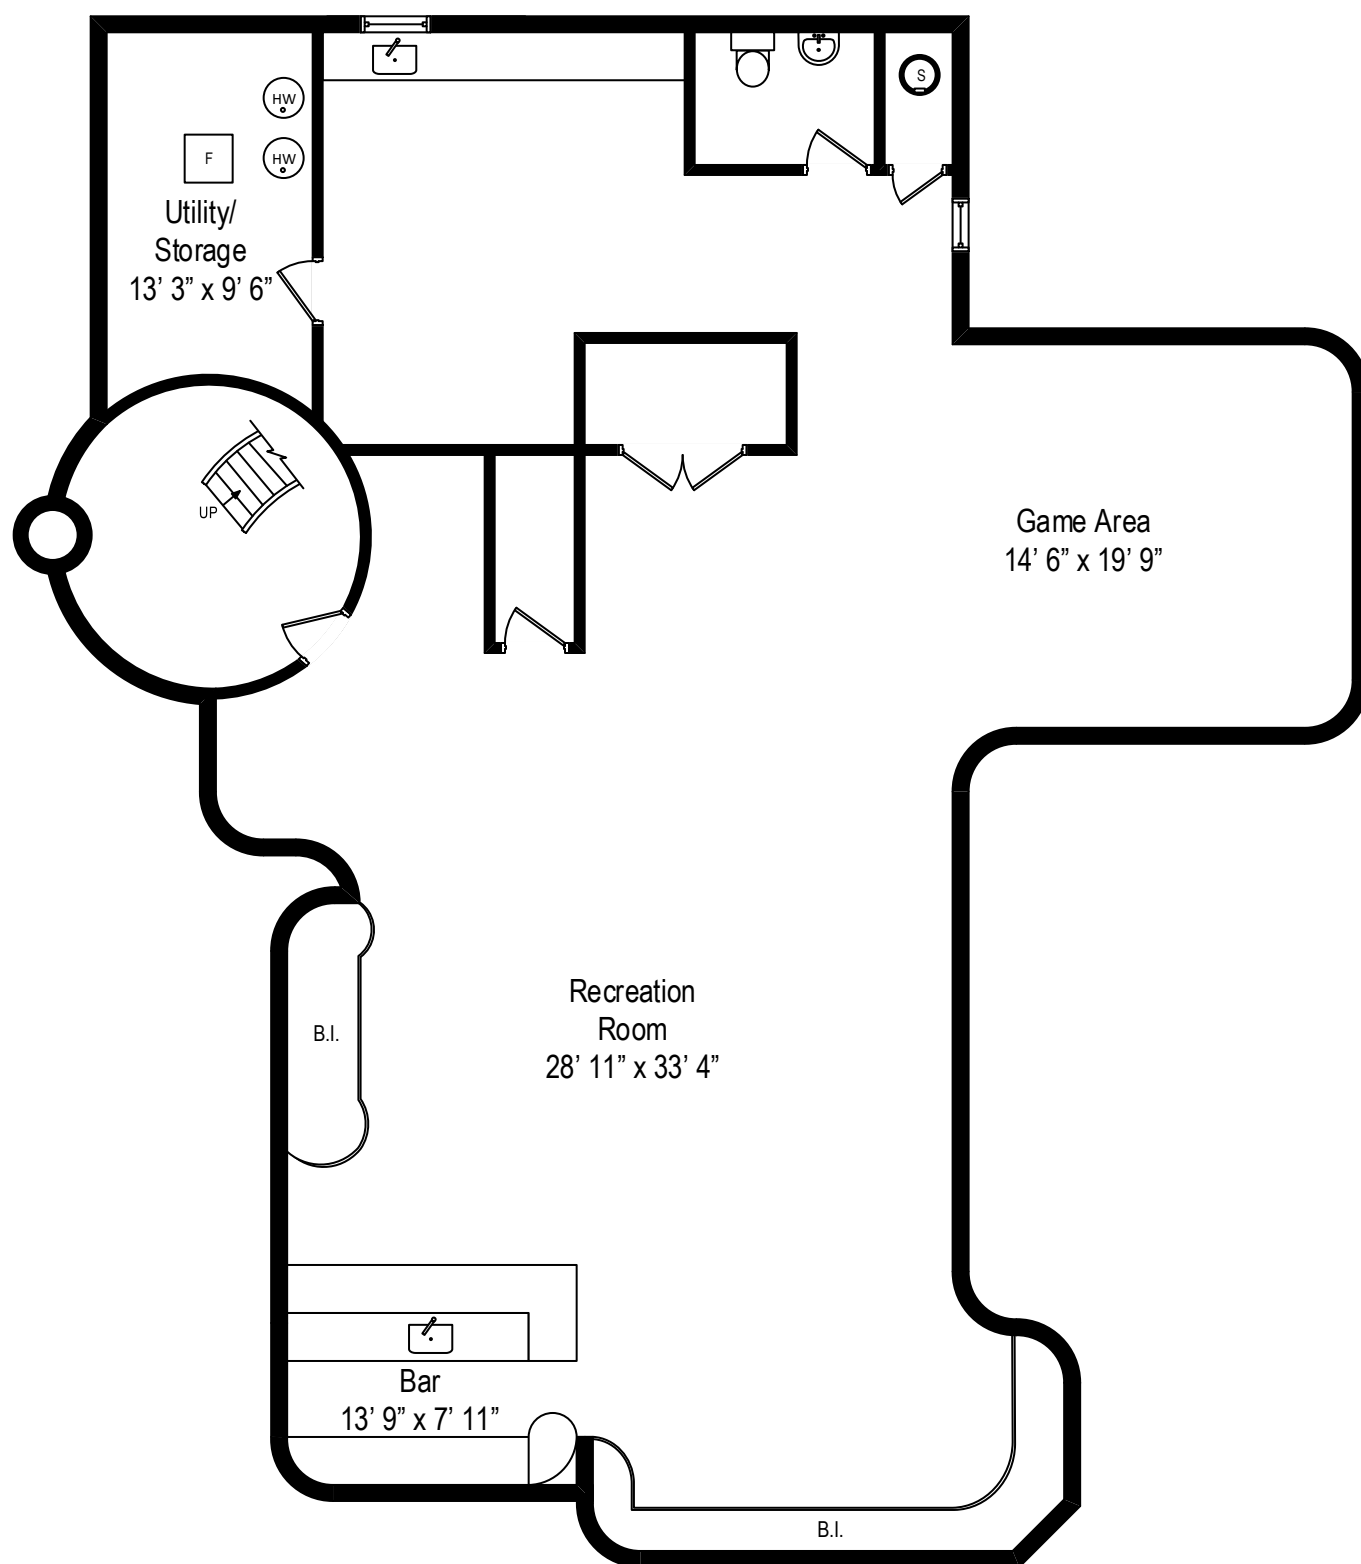 S
HW
F
HW
Utility/
Storage
13’ 3” x 9’ 6”
UP
Game Area
14’ 6” x 19’ 9”
Recreation
Room
28’ 11” x 33’ 4”
B.I.
Bar
13’ 9” x 7’ 11”
B.I.